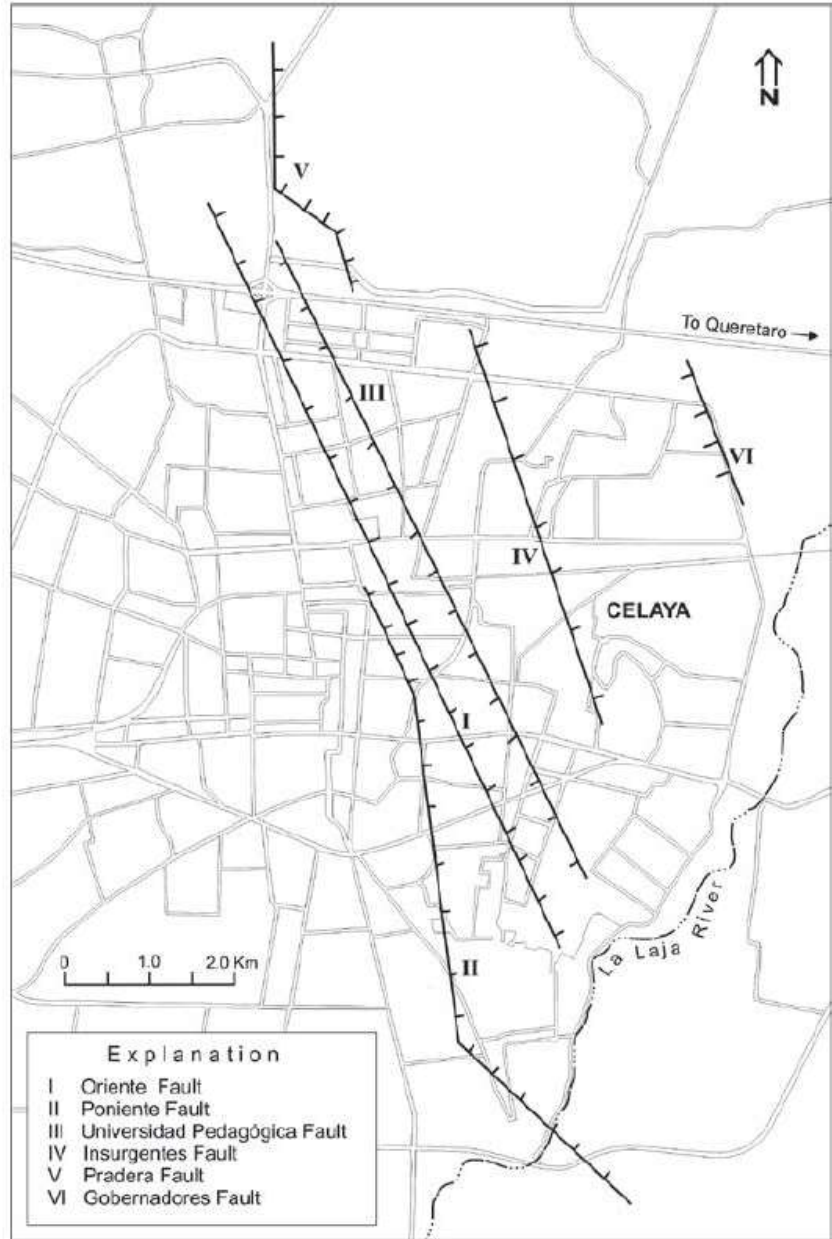 N
V
To Queretaro
III
VI
IV
CELAYA
I
La Laja River
0 1.0 2.0 Km
II
Explanation
I Oriente Fault
II Poniente Fault
III Universidad Pedagógica Fault
IV Insurgentes Fault
V Pradera Fault
VI Gobernadores Fault